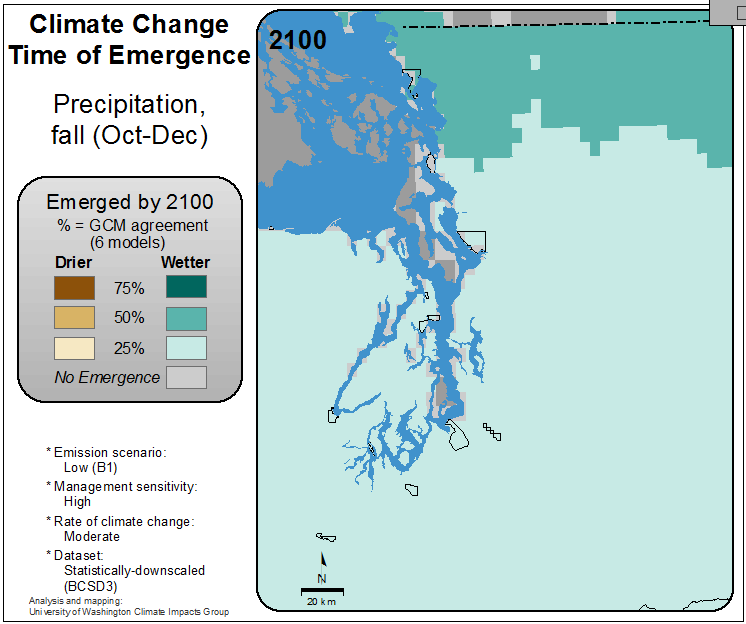 Climate Change
Time of Emergence
Precipitation,
fall (Oct-Dec)
Emerged by 2100
% = GCM agreement
(6 models)
Drier Wetter
75%
50%
25%
No Emergence
* Emission scenario:
Low (B1)
* Management sensitivity:
High
* Rate of climate change:
Moderate
* Dataset:
Statistically-downscaled
(BCSD3)
Analysis and mapping:
University of Washington Climate Impacts Group
2100
N
20 km